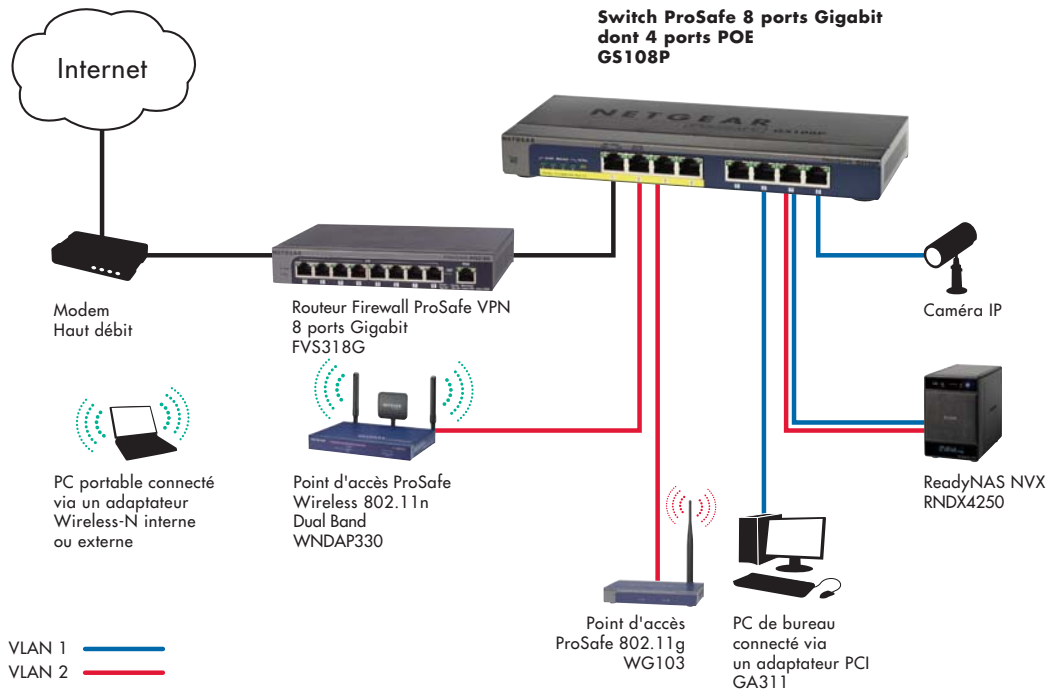 Switch ProSafe 8 ports Gigabit
dont 4 ports POE
GS108P
Internet
NETGEAR
GS108P
NETGEAR
Modem
Haut débit
Routeur Firewall ProSafe VPN
8 ports Gigabit
FVS318G
Caméra IP
NETGEAR
PC portable connecté
via un adaptateur
Wireless-N interne
ou externe
Point d'accès ProSafe
Wireless 802.11n
Dual Band
WNDAP330
ReadyNAS NVX
RNDX4250
Point d'accès
ProSafe 802.11g
WG103
PC de bureau
connecté via
un adaptateur PCI
GA311
VLAN 1
VLAN 2